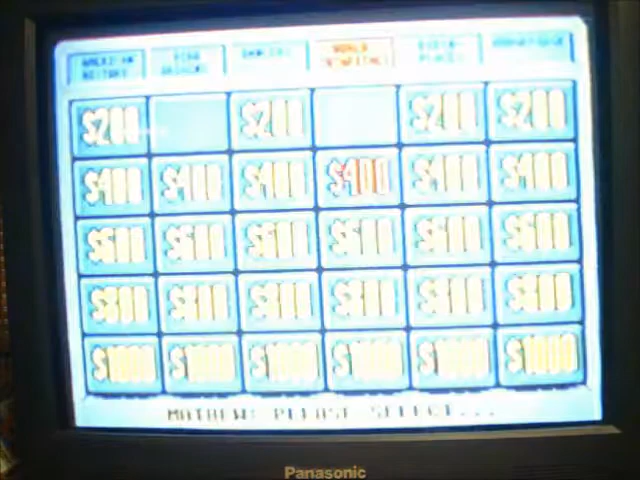 AMERICAN HISTORY
WORLD
$200 $200 $200 $200
$400 $400 $400 $400 $400 $400
$600 $600 $600 $600 $600 $600
$800 $800 $800 $800 $800 $800
$1000 $1000 $1000 $1000 $1000 $1000
MATHEW: PLEASE SELECT...
Panasonic